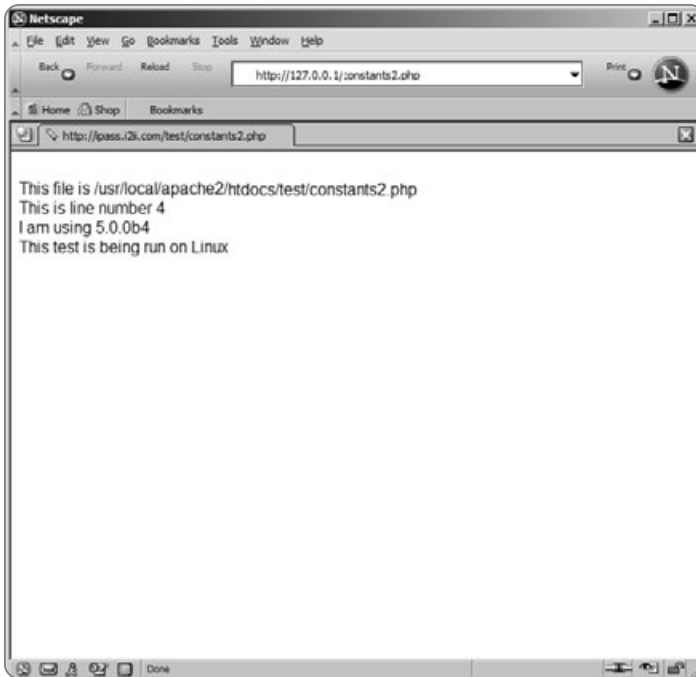 Netscape
File Edit View Go Bookmarks Tools Window Help
Back Forward Reload Stop http://127.0.0.1/constants2.php Print N
Home Shop Bookmarks
http://ipass.i2ii.com/test/constants2.php
This file is /usr/local/apache2/htdocs/test/constants2.php
This is line number 4
I am using 5.0.0b4
This test is being run on Linux
Done